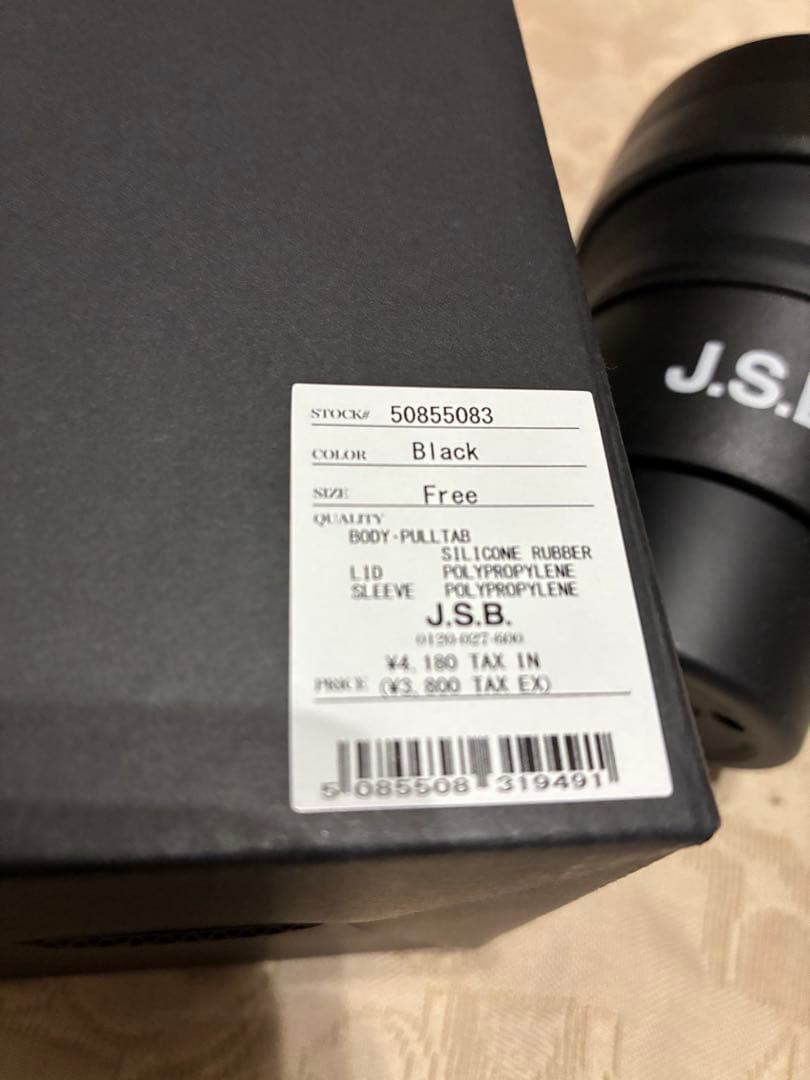 STOCK# 50855083
COLOR Black
SIZE Free
QUALITY
BODY・PULLTAB
SILICONE RUBBER
LID POLYPROPYLENE
SLEEVE POLYPROPYLENE
J.S.B.
0120-027-600
¥4,180 TAX IN
PRICE (¥3,800 TAX EX)
5 085508 319491
J.S.B